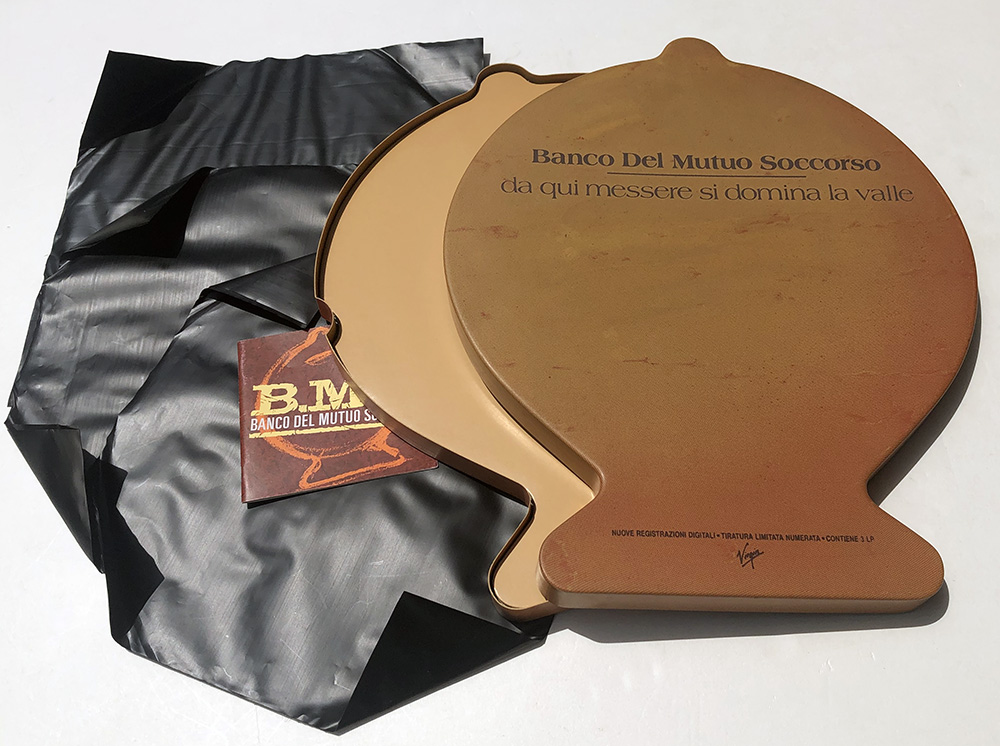 Banco Del Mutuo Soccorso
da qui messere si domina la valle
B.M
BANCO DEL MUTUO
NUOVE REGISTRAZIONI DIGITALI • TIRATURA LIMITATA NUMERATA • CONTIENE 3 LP
Virgin